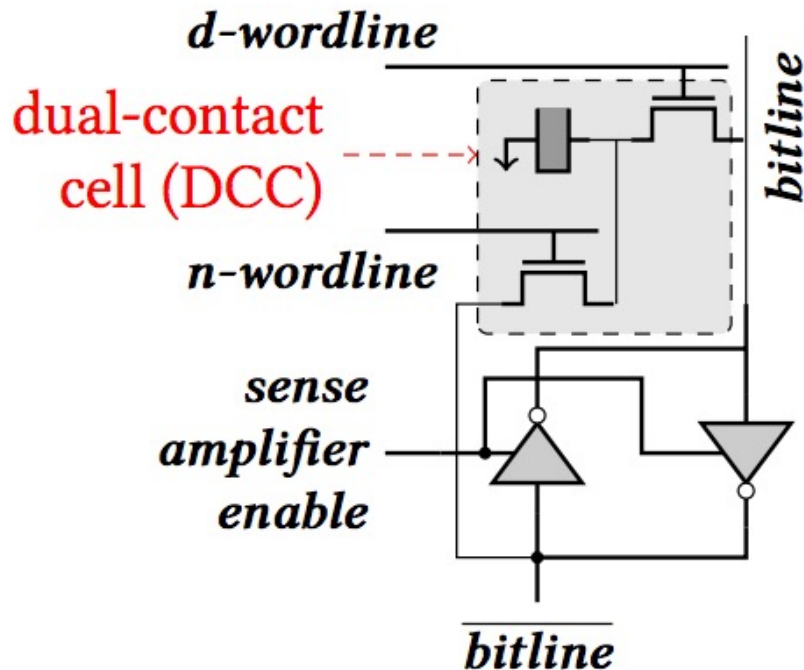 d-wordline
dual-contact
cell (DCC)
bitline
n-wordline
sense
amplifier
enable
bitline